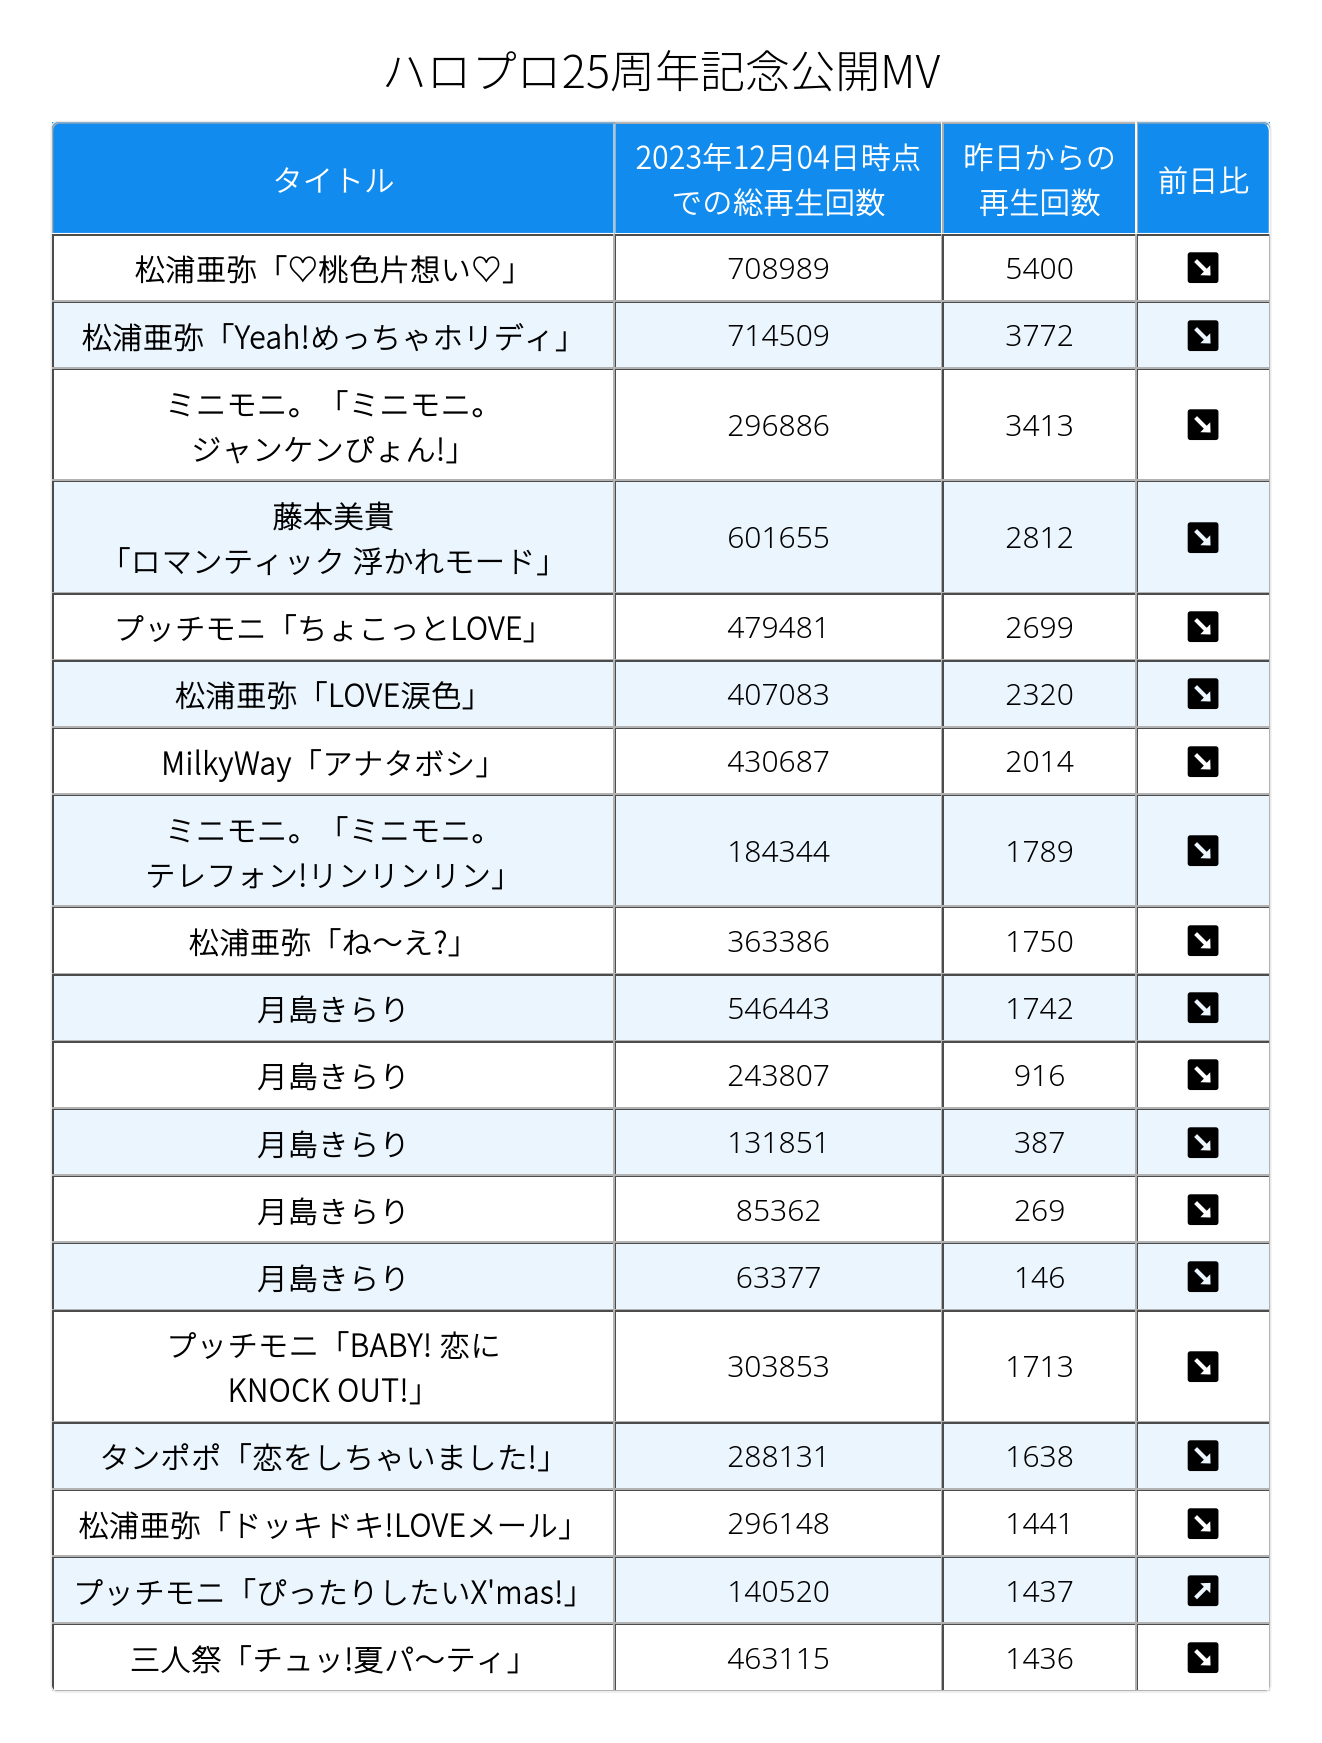 ハロプロ25周年記念公開MV
タイトル
2023年12月04日時点
での総再生回数
昨日からの
再生回数
前日比
松浦亜弥「♡桃色片想い♡」 708989 5400 ↘
松浦亜弥「Yeah!めっちゃホリディ」 714509 3772 ↘
ミニモニ。「ミニモニ。
ジャンケンぴょん!」 296886 3413 ↘
藤本美貴
「ロマンティック 浮かれモード」 601655 2812 ↘
プッチモニ「ちょこっとLOVE」 479481 2699 ↘
松浦亜弥「LOVE涙色」 407083 2320 ↘
MilkyWay「アナタボシ」 430687 2014 ↘
ミニモニ。「ミニモニ。
テレフォン!リンリンリン」 184344 1789 ↘
松浦亜弥「ね〜え?」 363386 1750 ↘
月島きらり 546443 1742 ↘
月島きらり 243807 916 ↘
月島きらり 131851 387 ↘
月島きらり 85362 269 ↘
月島きらり 63377 146 ↘
プッチモニ「BABY! 恋に
KNOCK OUT!」 303853 1713 ↘
タンポポ「恋をしちゃいました!」 288131 1638 ↘
松浦亜弥「ドッキドキ!LOVEメール」 296148 1441 ↘
プッチモニ「ぴったりしたいX'mas!」 140520 1437 ↗
三人祭「チュッ!夏パ〜ティ」 463115 1436 ↘